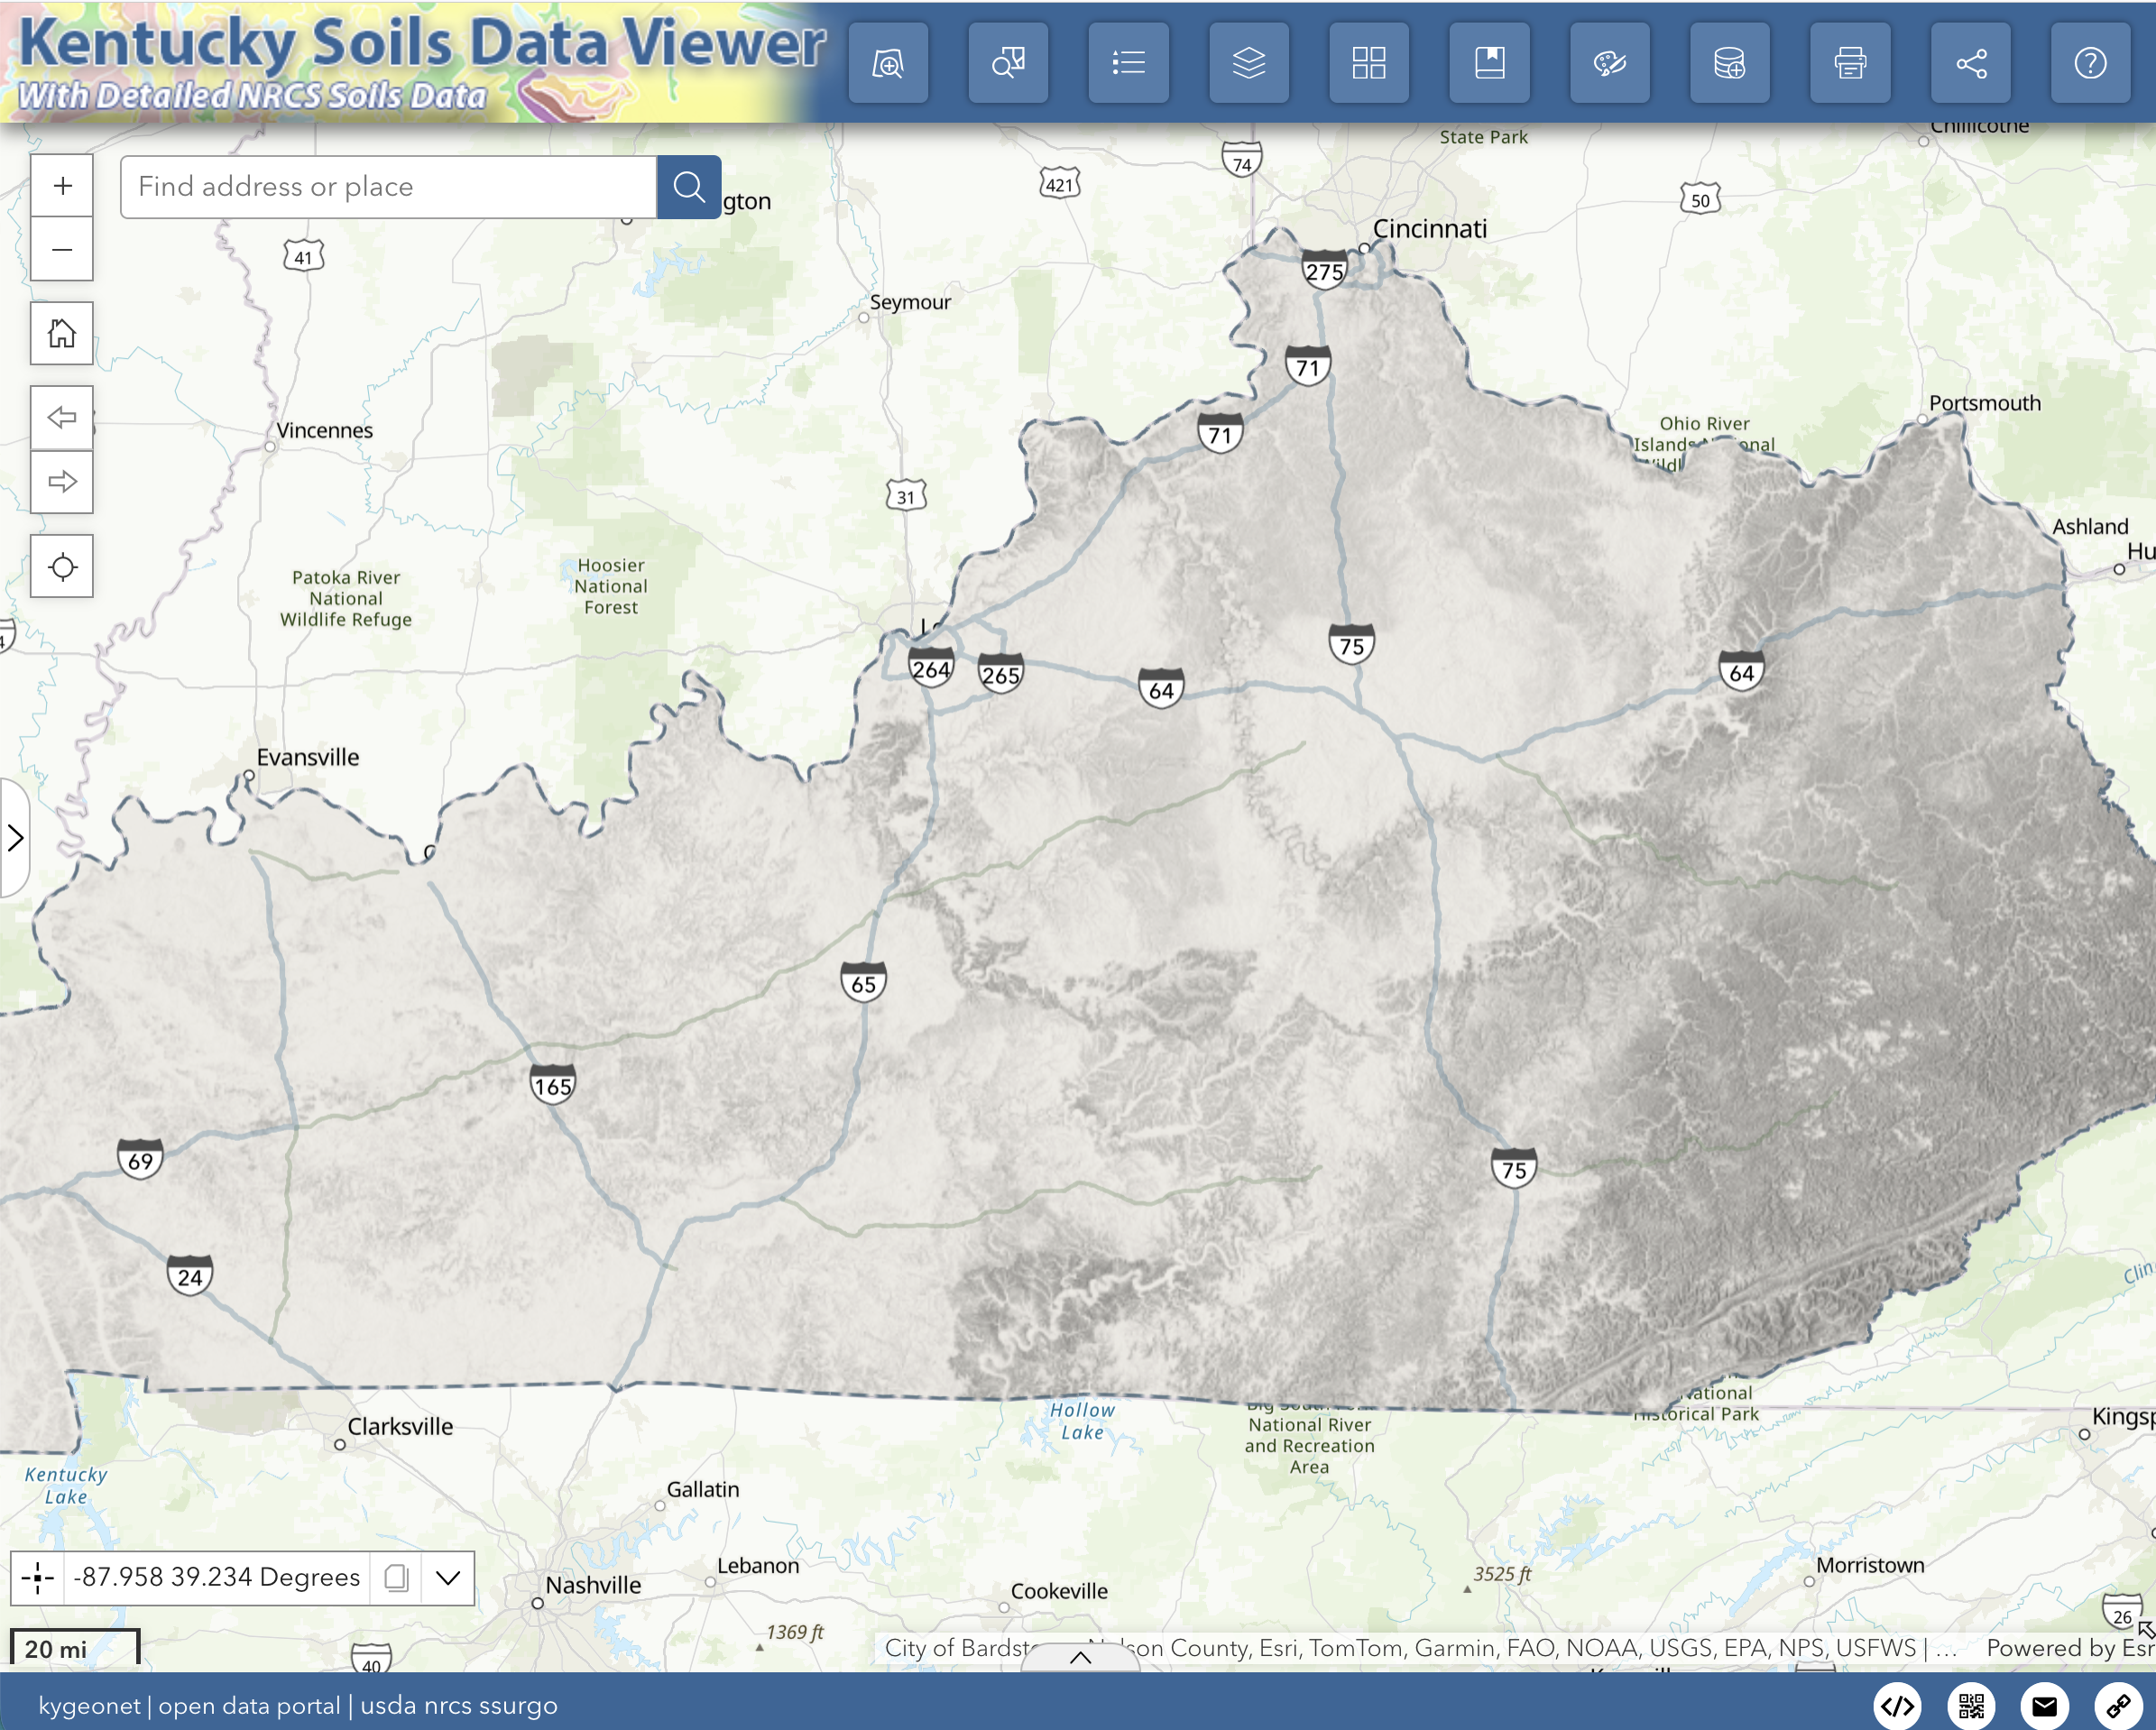 Kentucky Soils Data Viewer
With Detailed NRCS Soils Data
Find address or place
gton
State Park
Chillicothe
74
421
50
41
Cincinnati
275
Seymour
71
Portsmouth
Vincennes
71
Ohio River
31
Ashland
Hu
Hoosier
National
Forest
Patoka River
National
Wildlife Refuge
264
265
64
75
64
Evansville
65
165
69
75
24
Clarksville
Hollow
Lake
National River
and Recreation
Area
National
Historical Park
Kingsp
Kentucky
Lake
Gallatin
Clin
-87.958 39.234 Degrees
Nashville
Lebanon
Cookeville
3525 ft
Morristown
1369 ft
26
20 mi
40
City of Bardst
son County, Esri, TomTom, Garmin, FAO, NOAA, USGS, EPA, NPS, USFWS | ...
Powered by Esr
kygeonet | open data portal | usda nrcs ssurgo